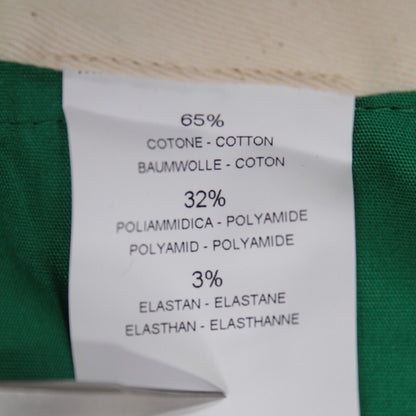 65%
COTONE - COTTON
BAUMWOLLE - COTON
32%
POLIAMMIDICA - POLYAMIDE
POLYAMID - POLYAMIDE
3%
ELASTAN - ELASTANE
ELASTHAN - ELASTHANNE